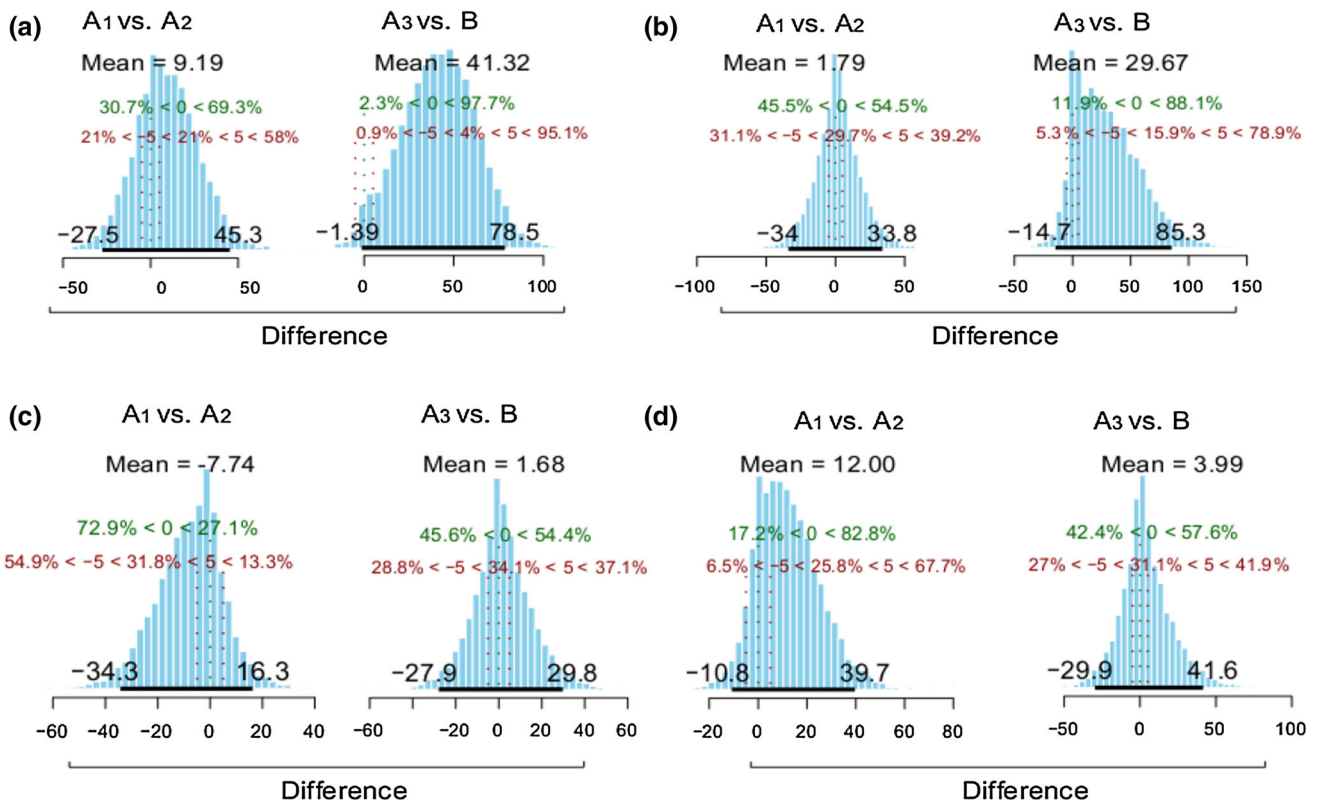 (a) A1 vs. A2 A3 vs. B (b) A1 vs. A2 A3 vs. B
Mean = 9.19 Mean = 41.32 Mean = 1.79 Mean = 29.67
30.7% < 0 < 69.3% 2.3% < 0 < 97.7% 45.5% < 0 < 54.5% 11.9% < 0 < 88.1%
21% < −5 < 21% < 5 < 58% 0.9% < −5 < 4% < 5 < 95.1% 31.1% < −5 < 29.7% < 5 < 39.2% 5.3% < −5 < 15.9% < 5 < 78.9%
−27.5 45.3 −1.39 78.5 −34 33.8 −14.7 85.3
−50 0 50 0 50 100 −100 −50 0 50 −50 0 50 100 150
Difference Difference
(c) A1 vs. A2 A3 vs. B (d) A1 vs. A2 A3 vs. B
Mean = -7.74 Mean = 1.68 Mean = 12.00 Mean = 3.99
72.9% < 0 < 27.1% 45.6% < 0 < 54.4% 17.2% < 0 < 82.8% 42.4% < 0 < 57.6%
54.9% < −5 < 31.8% < 5 < 13.3% 28.8% < −5 < 34.1% < 5 < 37.1% 6.5% < −5 < 25.8% < 5 < 67.7% 27% < −5 < 31.1% < 5 < 41.9%
−34.3 16.3 −27.9 29.8 −10.8 39.7 −29.9 41.6
−60 −40 −20 0 20 40 −60 −20 0 20 40 60 −20 0 20 40 60 80 −50 0 50 100
Difference Difference